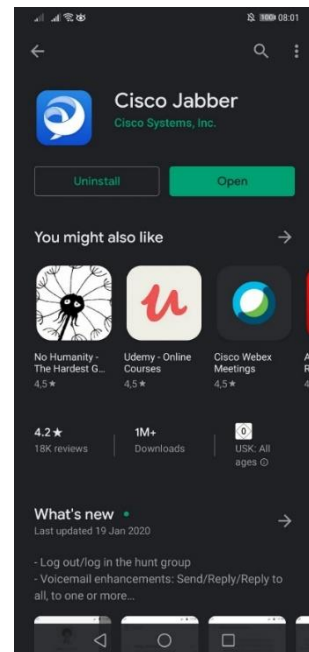 08:01
Cisco Jabber
Cisco Systems, Inc.
Uninstall
Open
You might also like
No Humanity -
The Hardest G...
4,5★
Udemy - Online
Courses
4,5★
Cisco Webex
Meetings
4,5★
4.2★
18K reviews
1M+
Downloads
0
USK: All
ages
What's new
Last updated 19 Jan 2020
- Log out/log in the hunt group
- Voicemail enhancements: Send/Reply/Reply to
all, to one or more...